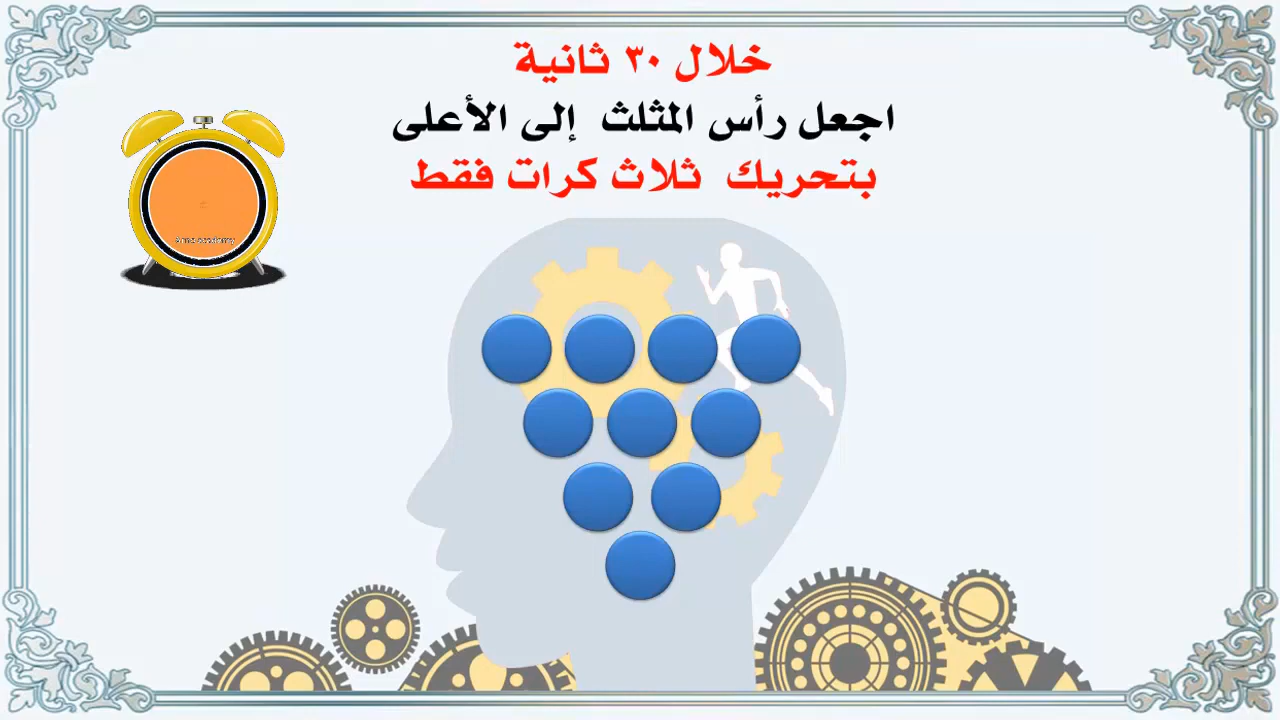 خلال ٣٠ ثانية
اجعل رأس المثلث إلى الأعلى
بتحريك ثلاث كرات فقط